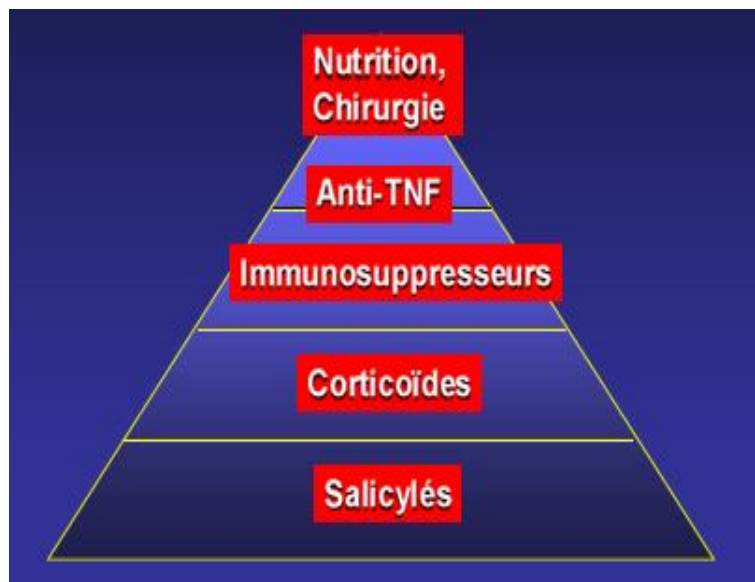 Nutrition,
Chirurgie
Anti-TNF
Immunosuppresseurs
Corticoïdes
Salicylés